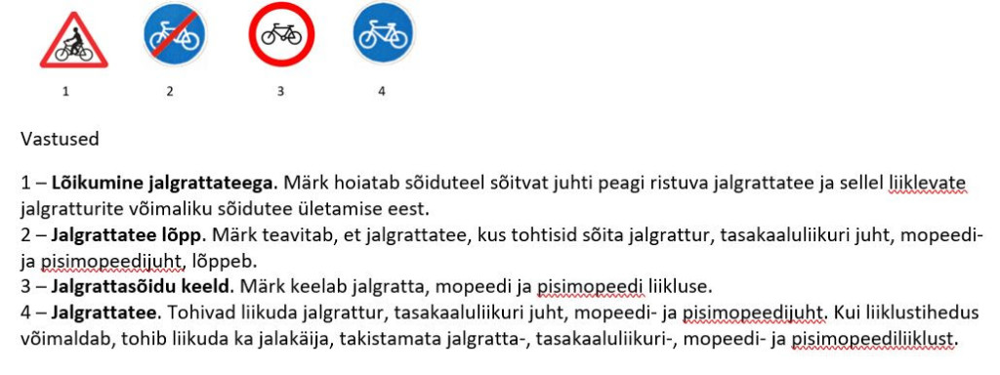 1 2 3 4
Vastused
1 – Lõikumine jalgrattateega. Märk hoiatab sõiduteel sõitvat juhti peagi ristuva jalgrattatee ja sellel liiklevate
jalgratturite võimaliku sõidutee ületamise eest.
2 – Jalgrattatee lõpp. Märk teavitab, et jalgrattatee, kus tohtisid sõita jalgrattur, tasakaaluliikuri juht, mopeedi-
ja pisimopeedijuht, lõppeb.
3 – Jalgrattasõidu keeld. Märk keelab jalgratta, mopeedi ja pisimopeedi liikluse.
4 – Jalgrattatee. Tohivad liikuda jalgrattur, tasakaaluliikuri juht, mopeedi- ja pisimopeedijuht. Kui liiklustihedus
võimaldab, tohib liikuda ka jalakäija, takistamata jalgratta-, tasakaaluliikuri-, mopeedi- ja pisimopeediliiklust.